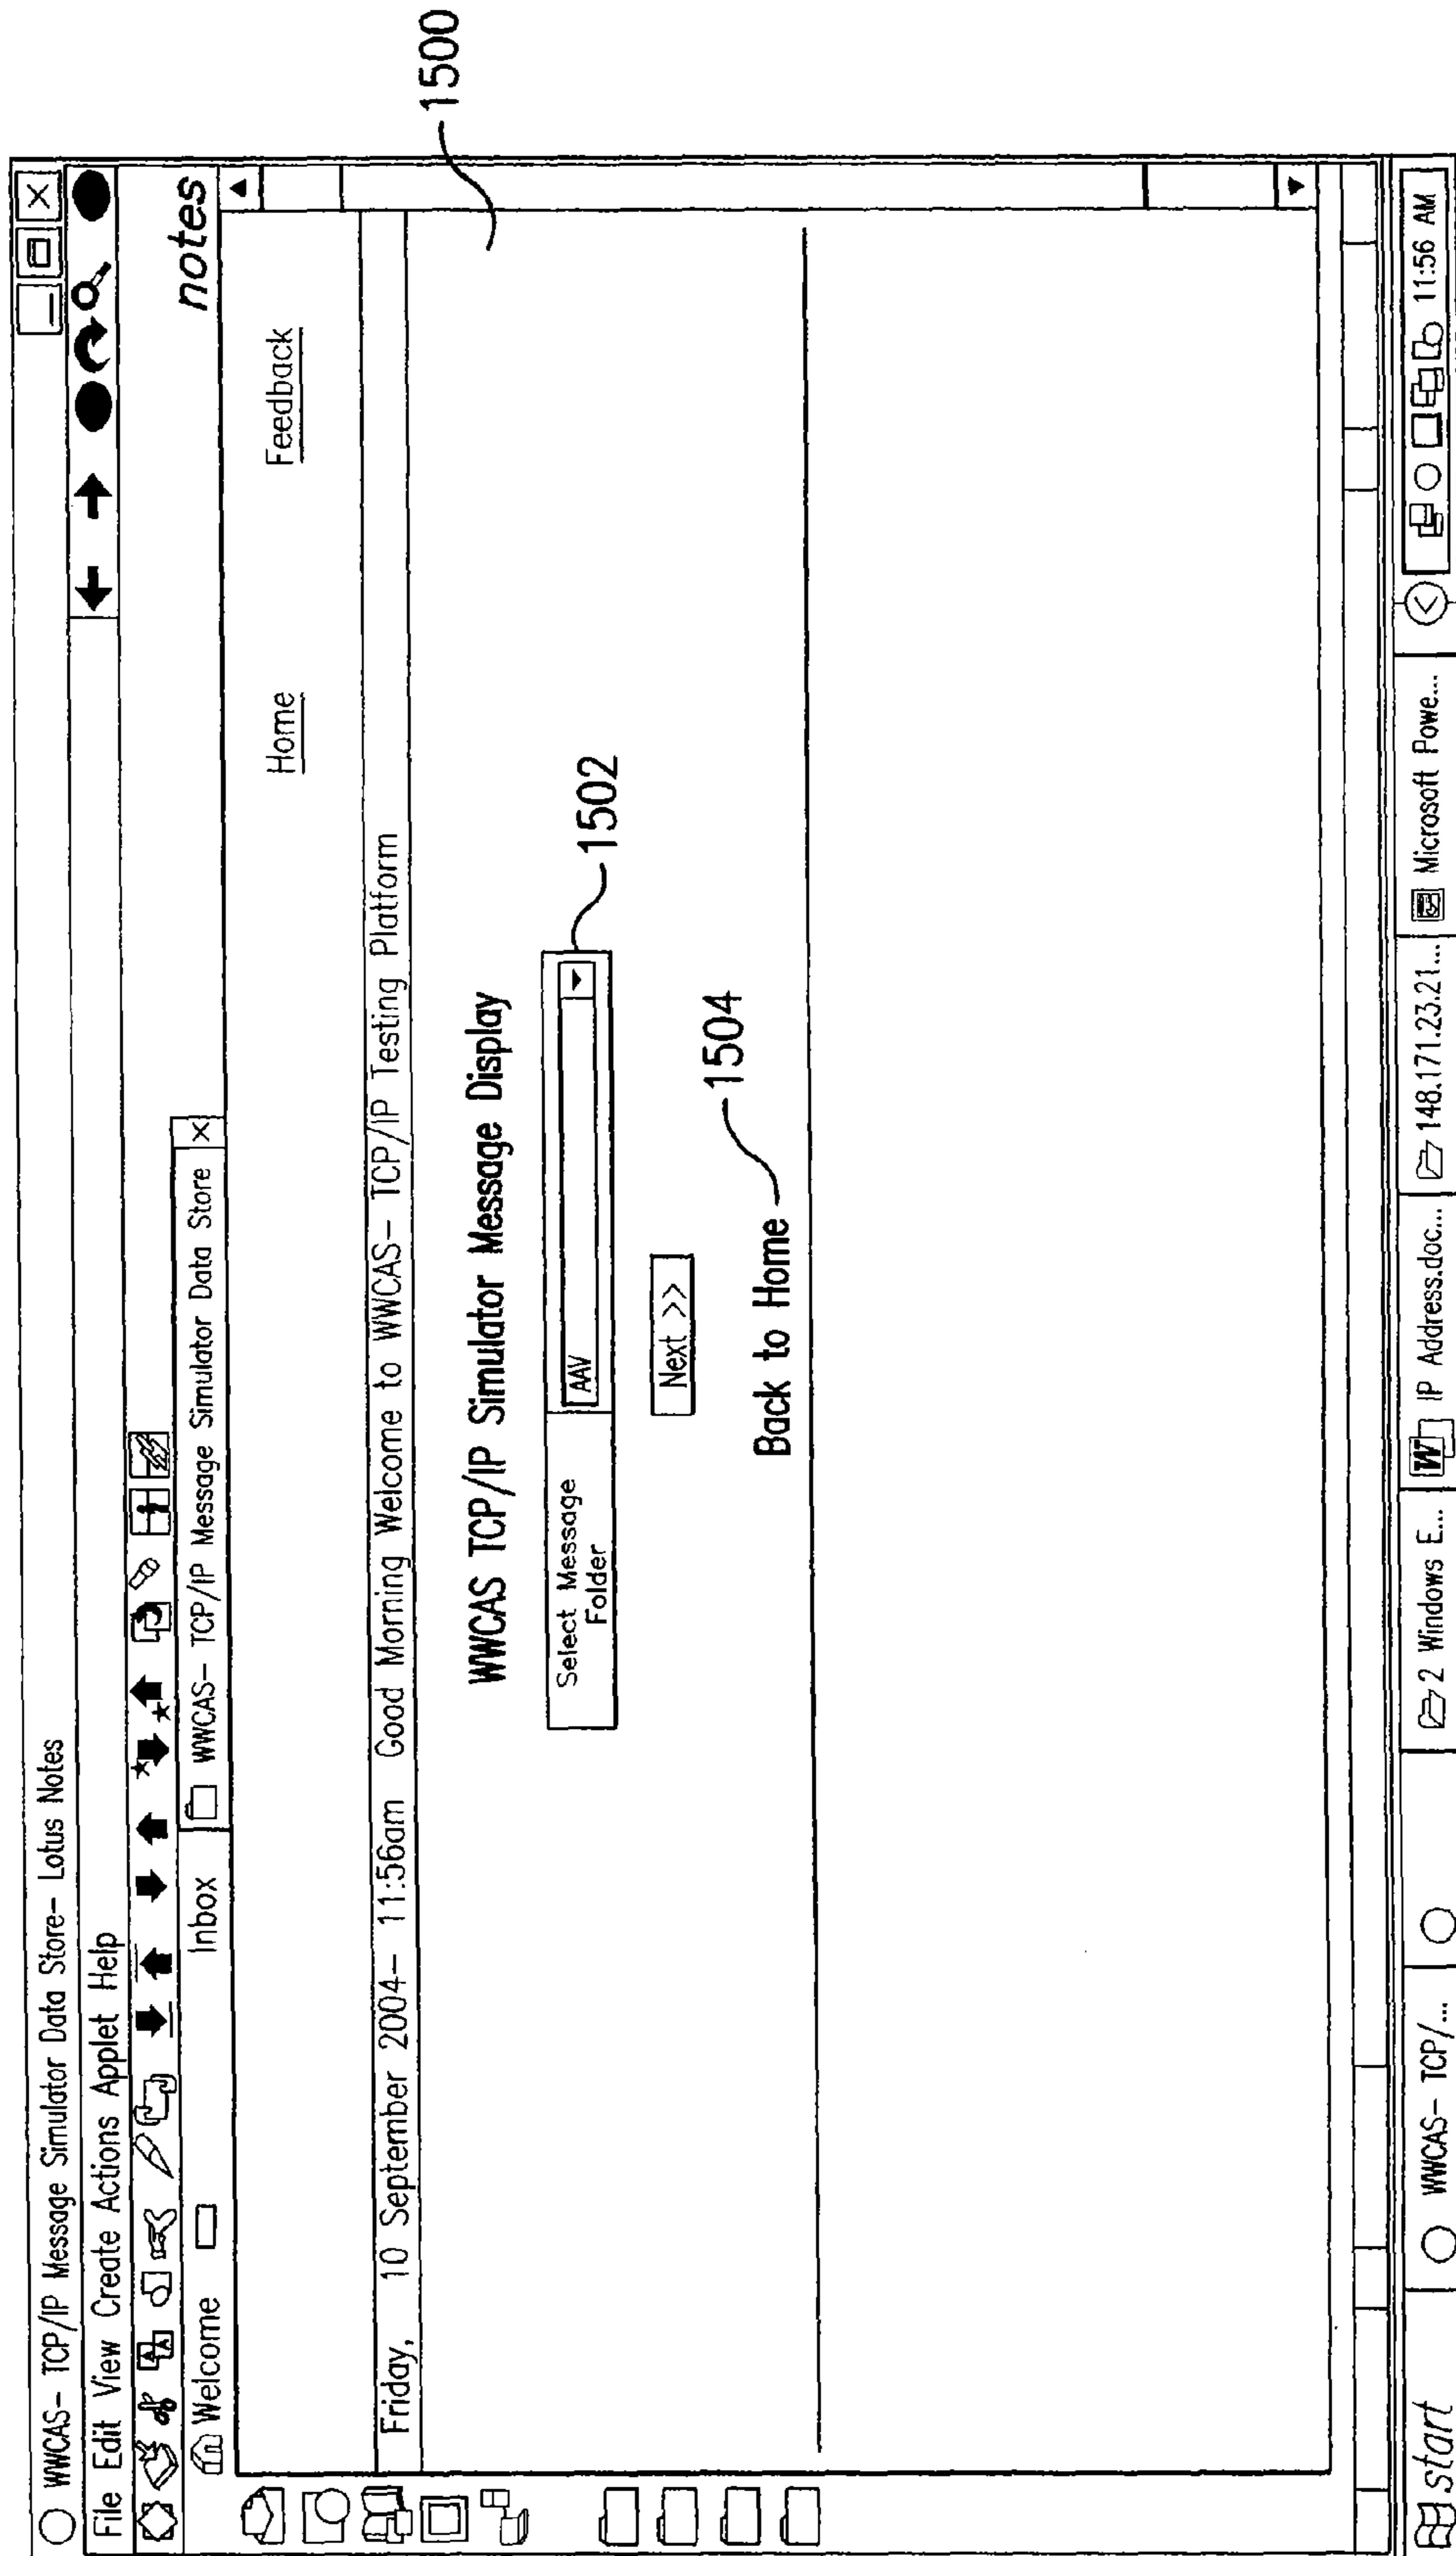 WWCAS- TCP/IP Message Simulator Data Store- Lotus Notes
File Edit View Create Actions Applet Help
notes
Welcome
Inbox
WWCAS- TCP/IP Message Simulator Data Store
Home
Feedback
Friday, 10 September 2004- 11:56am Good Morning Welcome to WWCAS- TCP/IP Testing Platform
1500
WWCAS TCP/IP Simulator Message Display
Select Message
Folder
AAV
1502
Next >>
1504
Back to Home
start
WWCAS- TCP/...
2 Windows E...
W IP Address.doc...
148.171.23.21...
Microsoft Powe...
11:56 AM